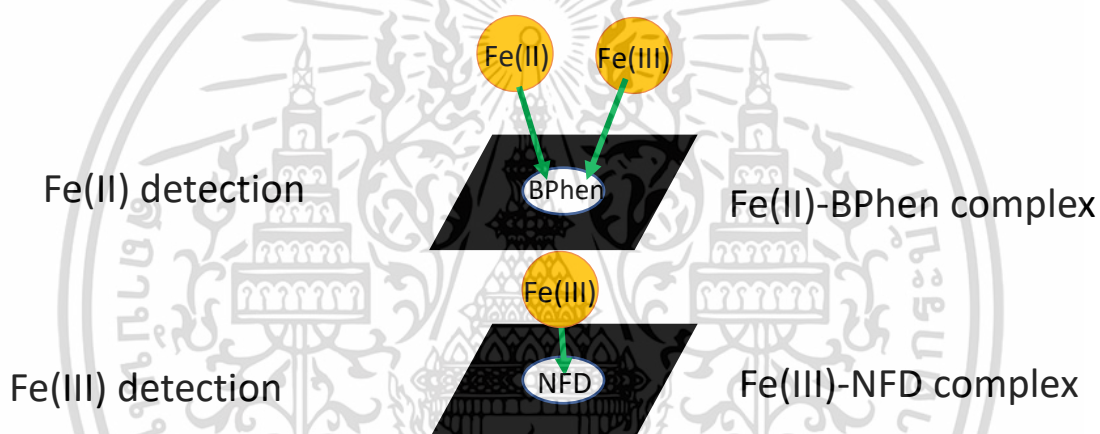 Fe(II) Fe(III)
Fe(II) detection
BPhen
Fe(II)-BPhen complex
Fe(III)
Fe(III) detection
NFD
Fe(III)-NFD complex